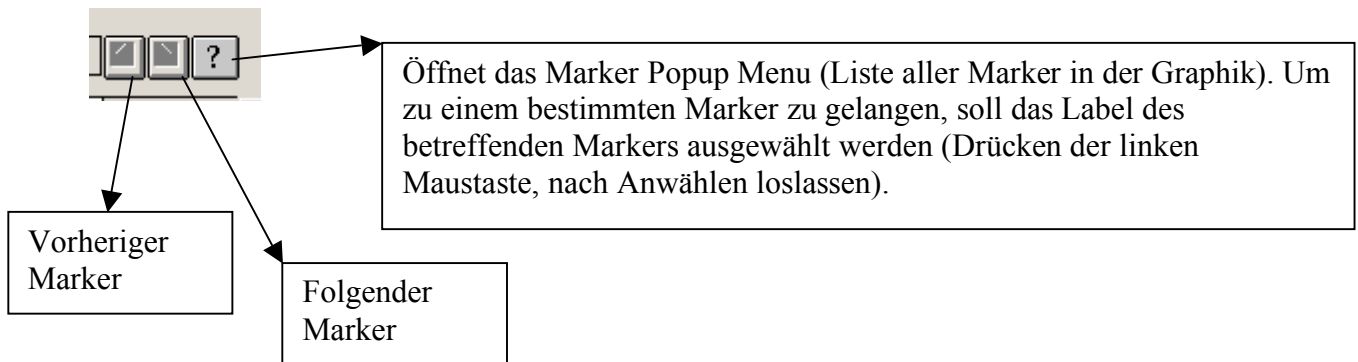 ?
Öffnet das Marker Popup Menu (Liste aller Marker in der Graphik). Um
zu einem bestimmten Marker zu gelangen, soll das Label des
betreffenden Markers ausgewählt werden (Drücken der linken
Maustaste, nach Anwählen loslassen).
Vorheriger
Marker
Folgender
Marker